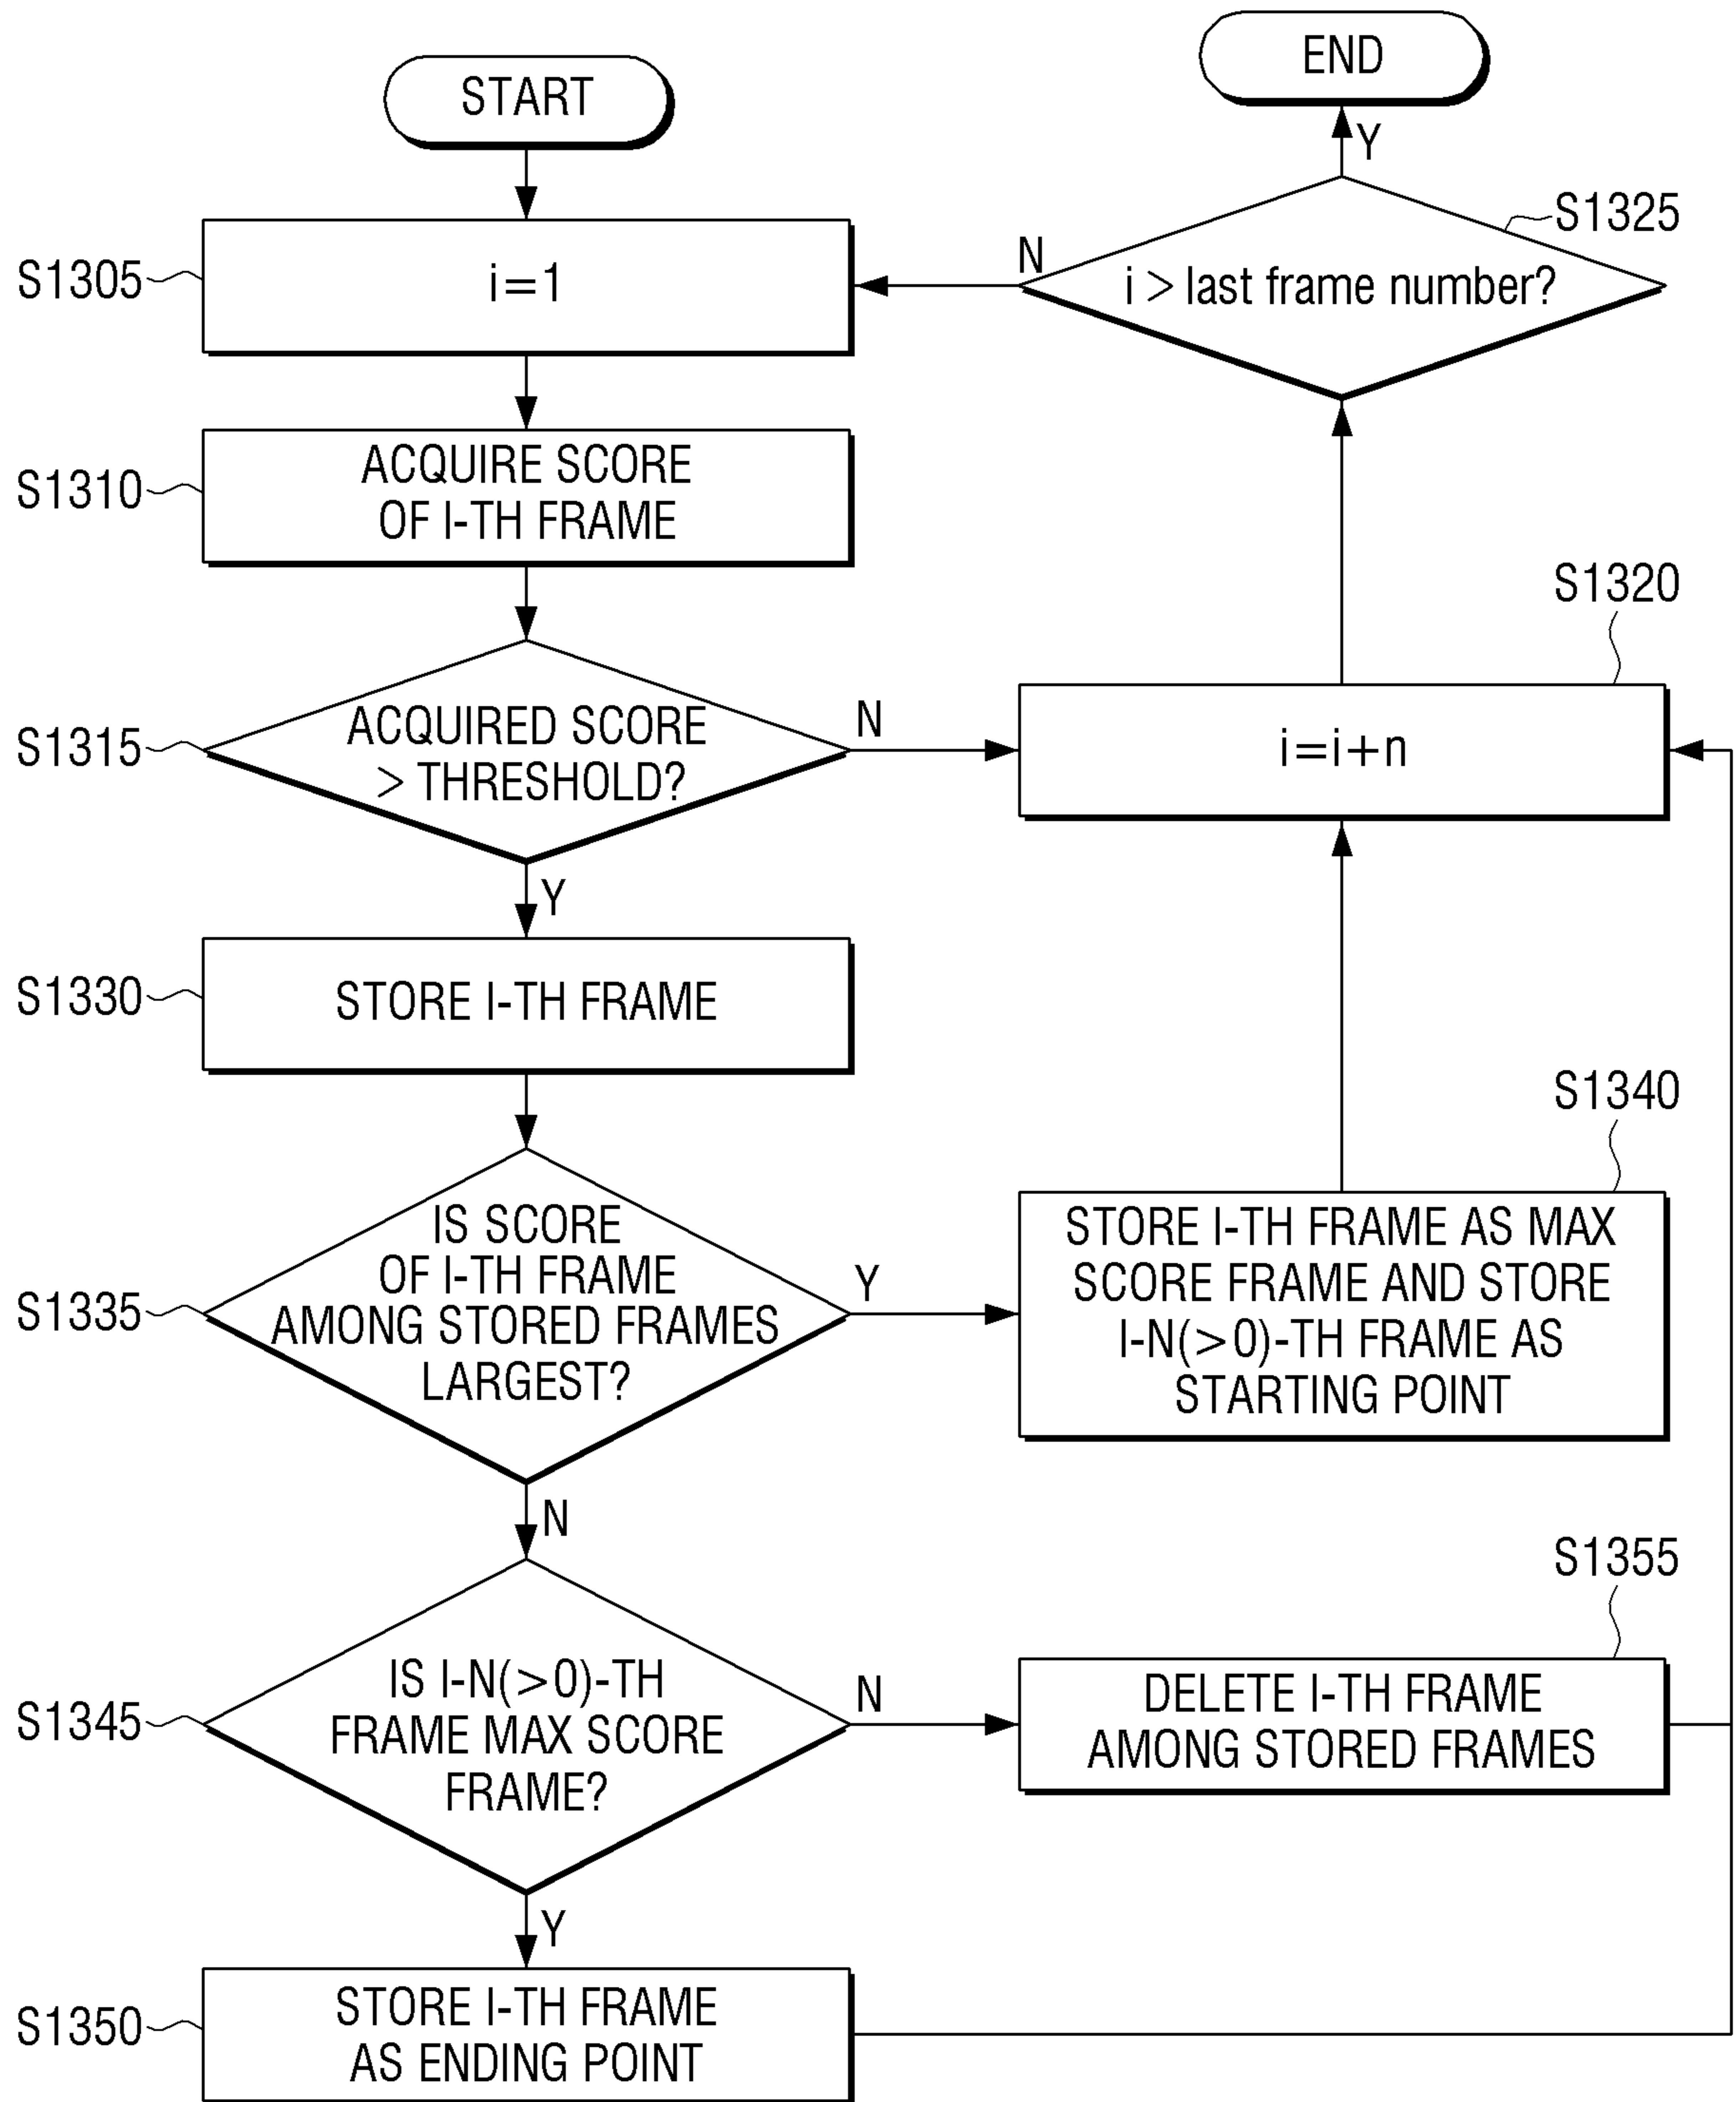 START
S1305
i=1
S1310
ACQUIRE SCORE
OF I-TH FRAME
S1315
ACQUIRED SCORE
> THRESHOLD?
N
Y
S1330
STORE I-TH FRAME
S1335
IS SCORE
OF I-TH FRAME
AMONG STORED FRAMES
LARGEST?
Y
N
S1345
IS I-N(>0)-TH
FRAME MAX SCORE
FRAME?
N
Y
S1350
STORE I-TH FRAME
AS ENDING POINT
END
Y
S1325
N
i > last frame number?
S1320
i=i+n
S1340
STORE I-TH FRAME AS MAX
SCORE FRAME AND STORE
I-N(>0)-TH FRAME AS
STARTING POINT
S1355
DELETE I-TH FRAME
AMONG STORED FRAMES